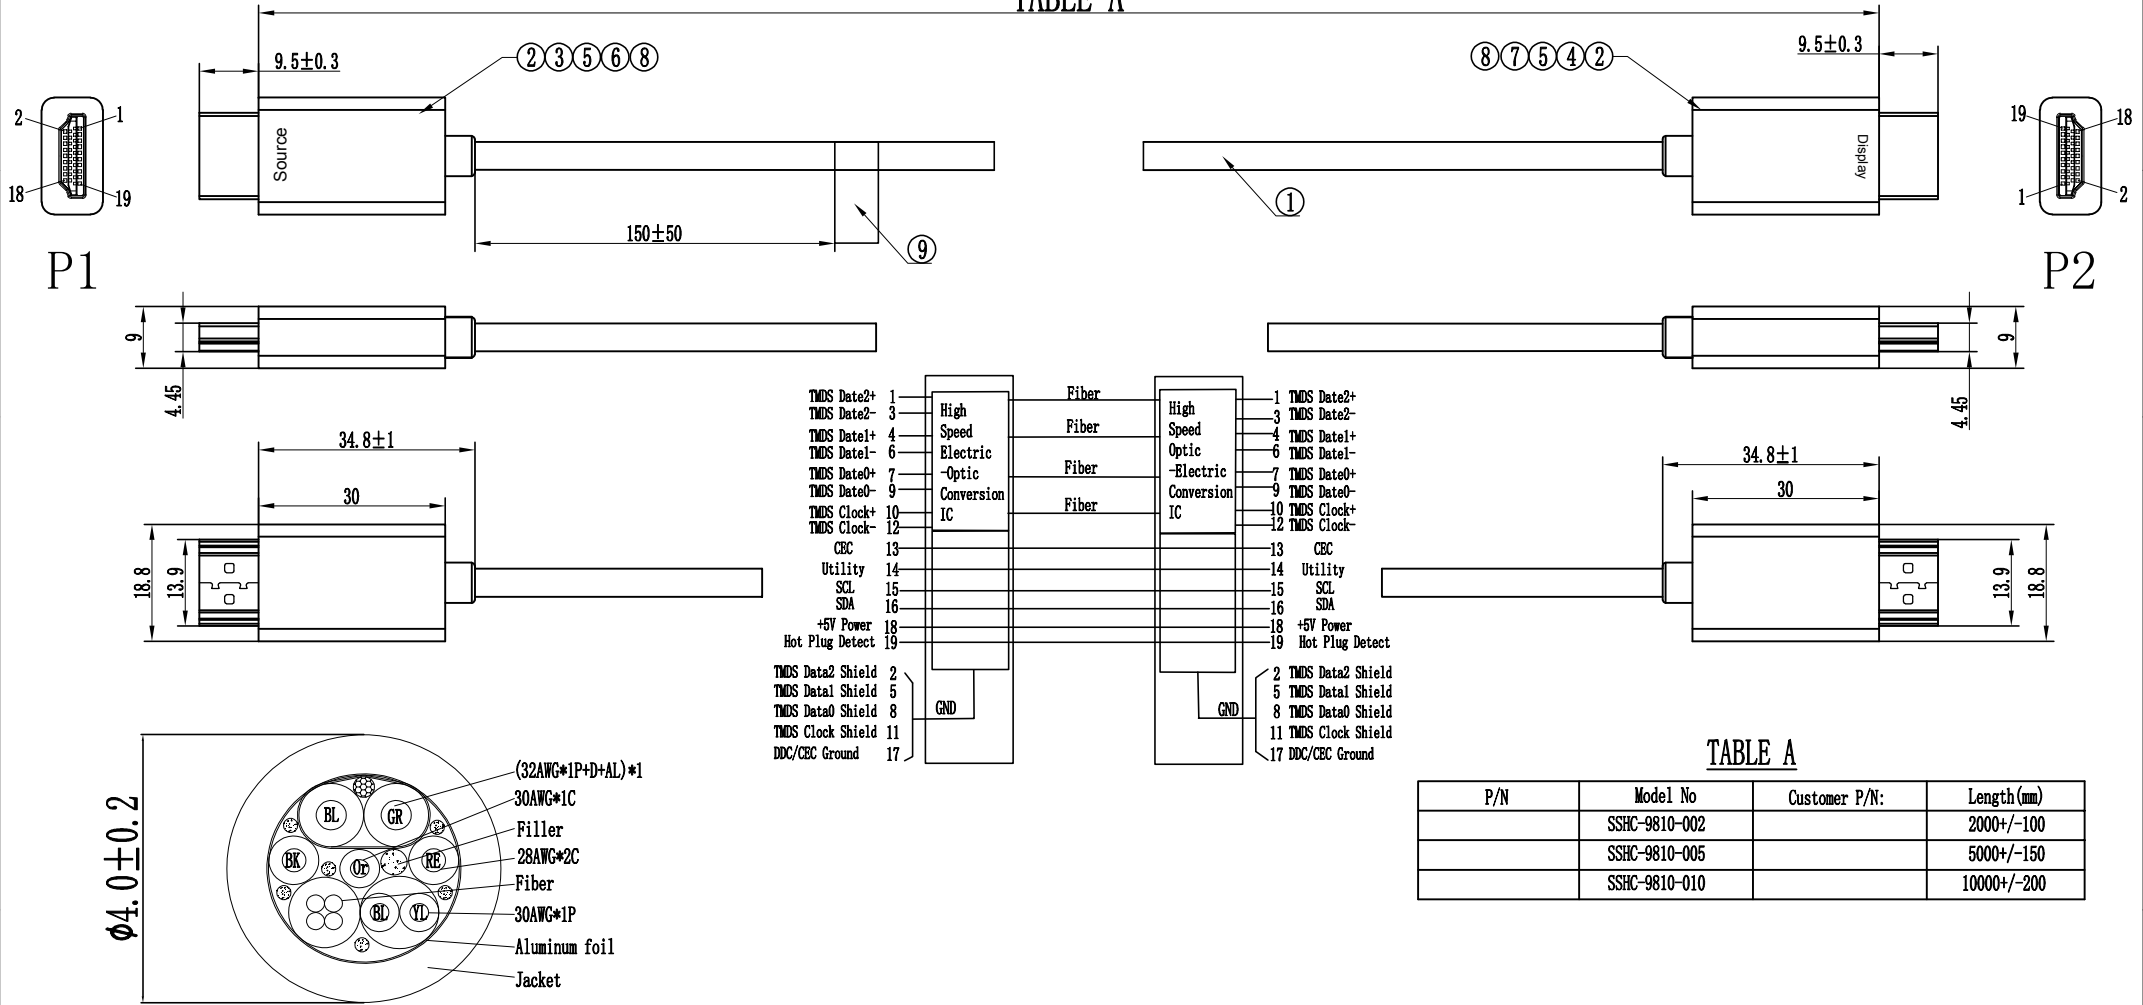 TABLE A
9.5±0.3
②③⑤⑥⑧
⑧⑦⑤④②
9.5±0.3
2
1
18
19
Source
Display
19
18
1
2
①
150±50
⑨
P1
P2
9
4.45
9
4.45
34.8±1
30
18.8
13.9
34.8±1
30
13.9
18.8
TMDS Date2+ 1
TMDS Date2- 3
TMDS Date1+ 4
TMDS Date1- 6
TMDS Date0+ 7
TMDS Date0- 9
TMDS Clock+ 10
TMDS Clock- 12
CEC 13
Utility 14
SCL 15
SDA 16
+5V Power 18
Hot Plug Detect 19
TMDS Data2 Shield 2
TMDS Data1 Shield 5
TMDS Data0 Shield 8
TMDS Clock Shield 11
DDC/CEC Ground 17
High
Speed
Electric
-Optic
Conversion
IC
GND
Fiber
Fiber
Fiber
Fiber
High
Speed
Optic
-Electric
Conversion
IC
GND
1 TMDS Date2+
3 TMDS Date2-
4 TMDS Date1+
6 TMDS Date1-
7 TMDS Date0+
9 TMDS Date0-
10 TMDS Clock+
12 TMDS Clock-
13 CEC
14 Utility
15 SCL
16 SDA
18 +5V Power
19 Hot Plug Detect
2 TMDS Data2 Shield
5 TMDS Data1 Shield
8 TMDS Data0 Shield
11 TMDS Clock Shield
17 DDC/CEC Ground
ϕ4.0±0.2
BL
GR
BK
Or
RE
BL
YL
(32AWG*1P+D+AL)*1
30AWG*1C
Filler
28AWG*2C
Fiber
30AWG*1P
Aluminum foil
Jacket
TABLE A
P/N Model No Customer P/N: Length(mm)
SSHC-9810-002 2000+/-100
SSHC-9810-005 5000+/-150
SSHC-9810-010 10000+/-200